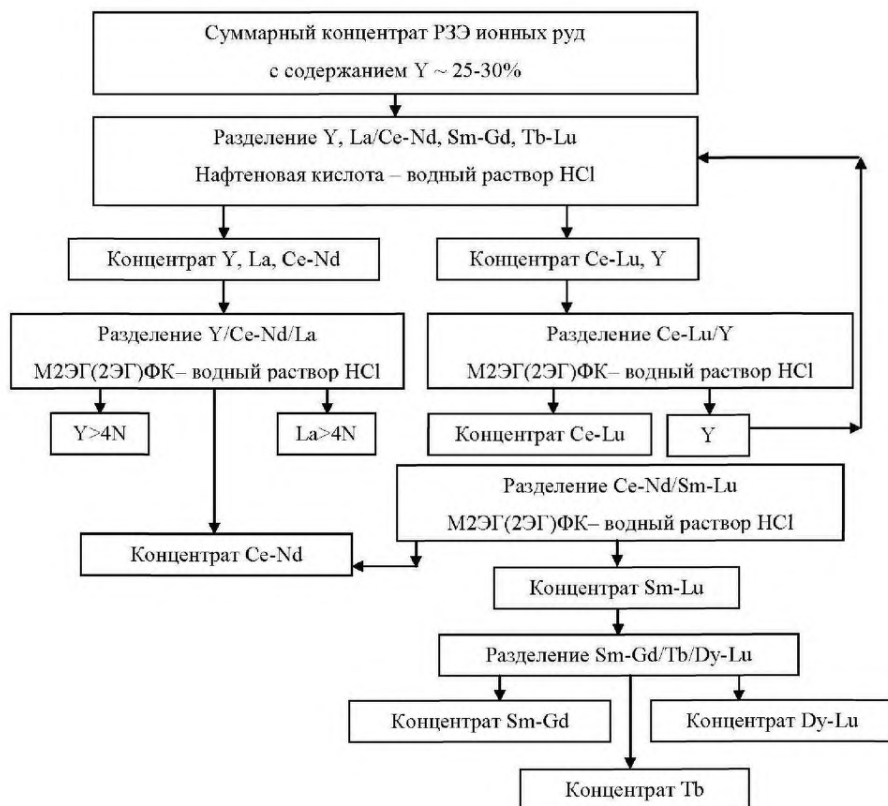 Суммарный концентрат РЗЭ ионных руд
с содержанием Y ~ 25-30%
Разделение Y, La/Ce-Nd, Sm-Gd, Tb-Lu
Нафтеновая кислота – водный раствор HCl
Концентрат Y, La, Ce-Nd
Концентрат Ce-Lu, Y
Разделение Y/Ce-Nd/La
М2ЭГ(2ЭГ)ФК– водный раствор HCl
Разделение Ce-Lu/Y
М2ЭГ(2ЭГ)ФК– водный раствор HCl
Y>4N
La>4N
Концентрат Ce-Lu
Y
Разделение Ce-Nd/Sm-Lu
М2ЭГ(2ЭГ)ФК– водный раствор HCl
Концентрат Ce-Nd
Концентрат Sm-Lu
Разделение Sm-Gd/Tb/Dy-Lu
Концентрат Sm-Gd
Концентрат Dy-Lu
Концентрат Tb